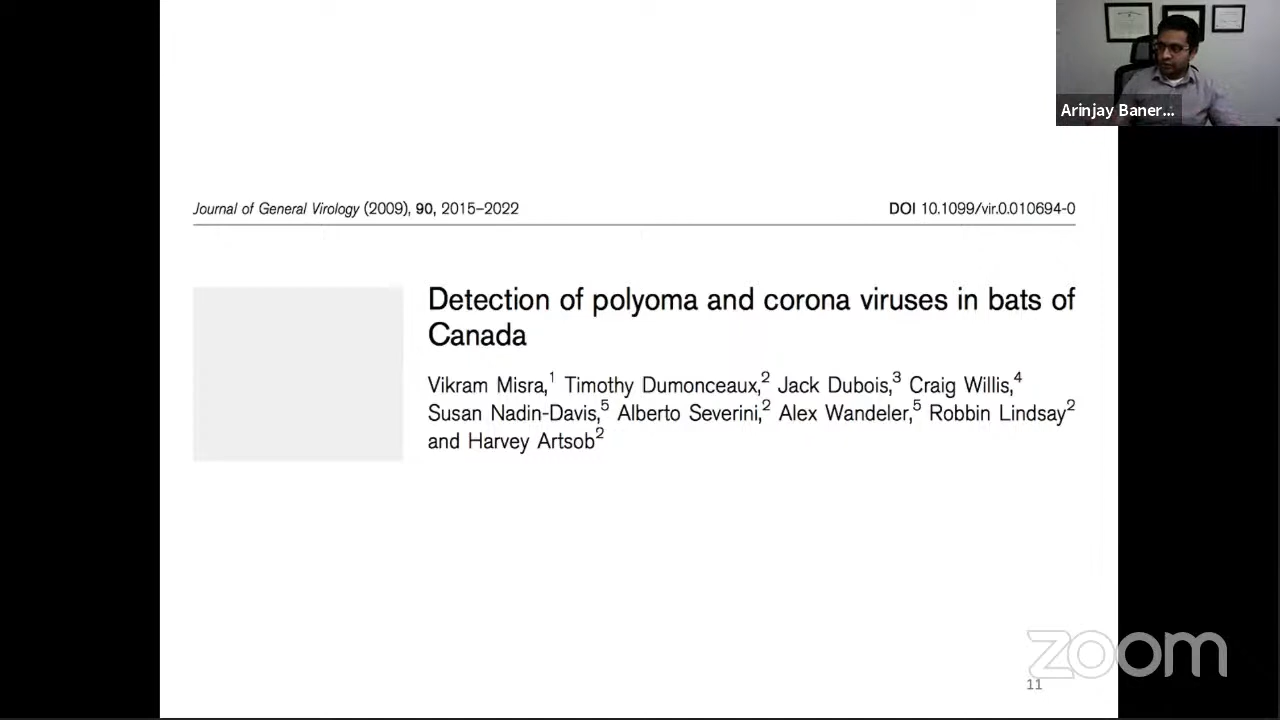 Arinjay Baner...
Journal of General Virology (2009), 90, 2015–2022
DOI 10.1099/vir.0.010694-0
Detection of polyoma and corona viruses in bats of
Canada
Vikram Misra,1 Timothy Dumonceaux,2 Jack Dubois,3 Craig Willis,4
Susan Nadin-Davis,5 Alberto Severini,2 Alex Wandeler,5 Robbin Lindsay2
and Harvey Artsob2
zoom
11